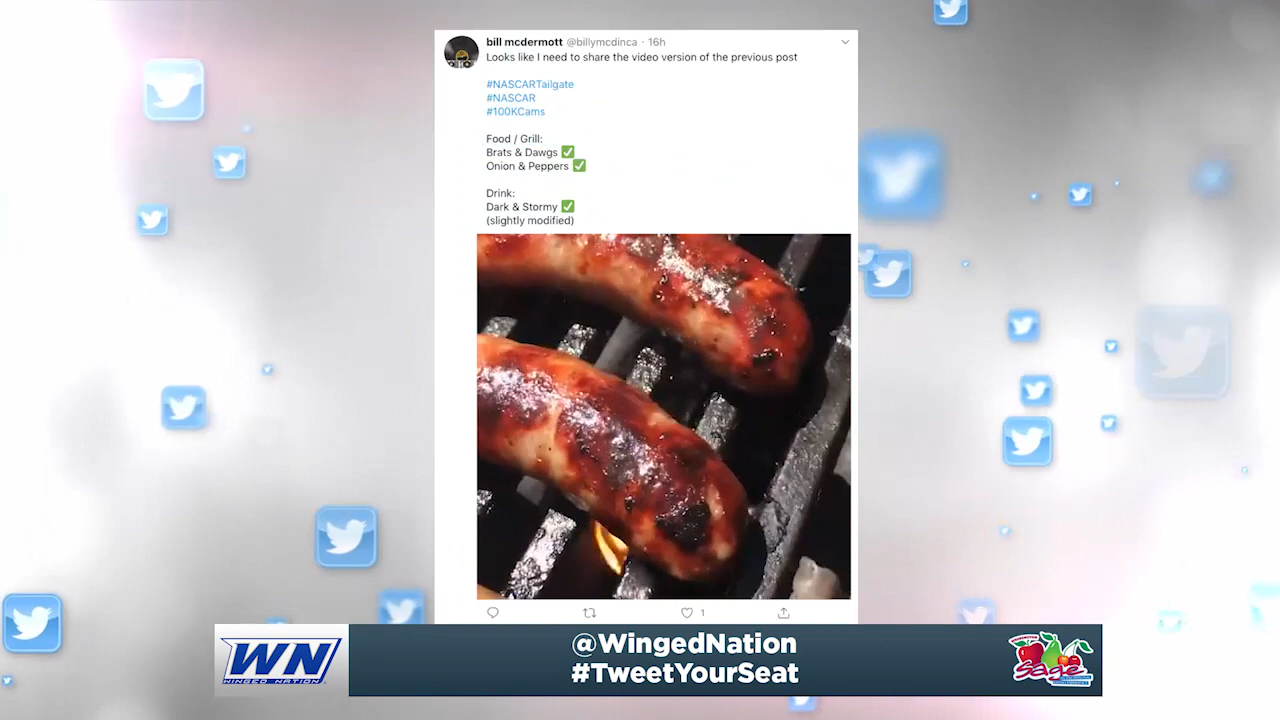 bill mcdermott @billymcdinca · 16h
Looks like I need to share the video version of the previous post
#NASCARTailgate
#NASCAR
#100KCams
Food / Grill:
Brats & Dawgs ✅
Onion & Peppers ✅
Drink:
Dark & Stormy ✅
(slightly modified)
1
WN
WINGED NATION
@WingedNation
#TweetYourSeat
Sage